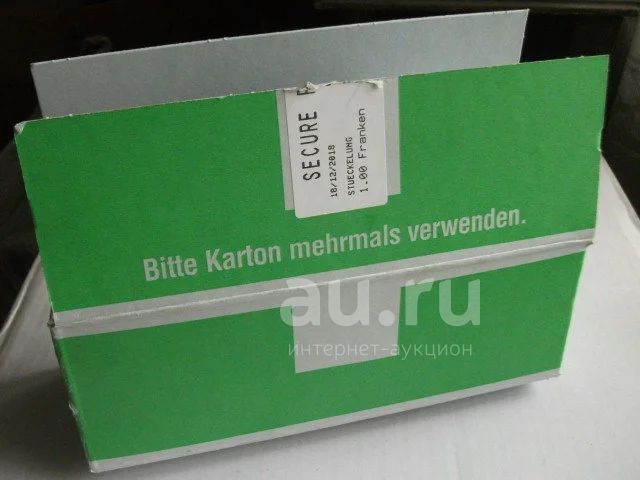 SECURE
18/12/2018
STUECKELUNG
1.00 Franken
Bitte Karton mehrmals verwenden.
au.ru
интернет-аукцион